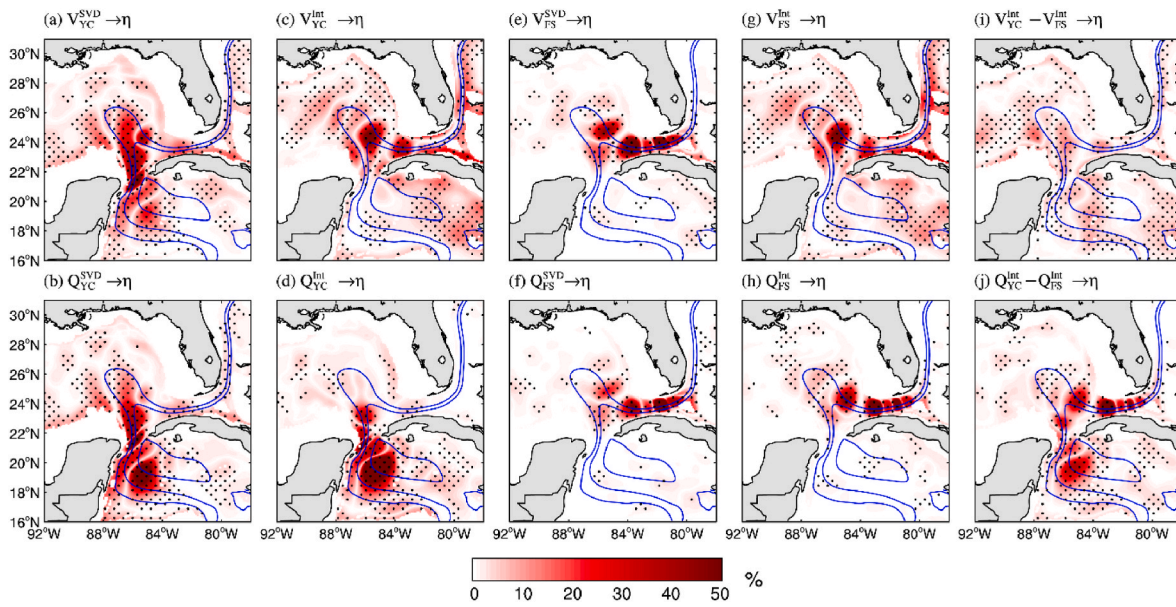 (a) V_YC^SVD →η (c) V_YC^Int →η (e) V_FS^SVD→η (g) V_FS^Int →η (i) V_YC^Int −V_FS^Int →η
30°N
28°N
26°N
24°N
22°N
20°N
18°N
16°N
(b) Q_YC^SVD →η (d) Q_YC^Int →η (f) Q_FS^SVD→η (h) Q_FS^Int →η (j) Q_YC^Int−Q_FS^Int →η
30°N
28°N
26°N
24°N
22°N
20°N
18°N
16°N
92°W 88°W 84°W 80°W 92°W 88°W 84°W 80°W 92°W 88°W 84°W 80°W 92°W 88°W 84°W 80°W 92°W 88°W 84°W 80°W
0 10 20 30 40 50 %